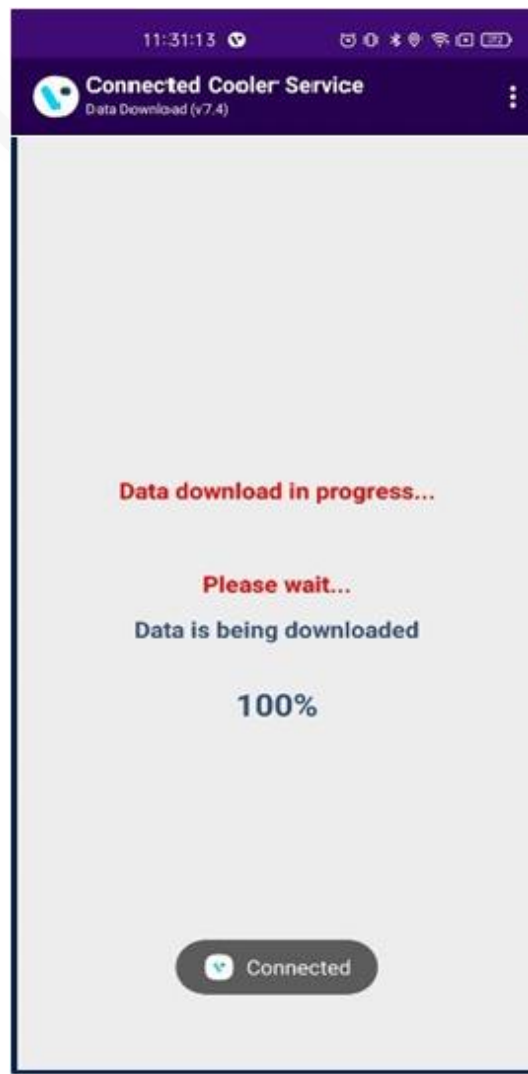 11:31:13
Connected Cooler Service
Data Download (v7.4)
Data download in progress...
Please wait...
Data is being downloaded
100%
Connected